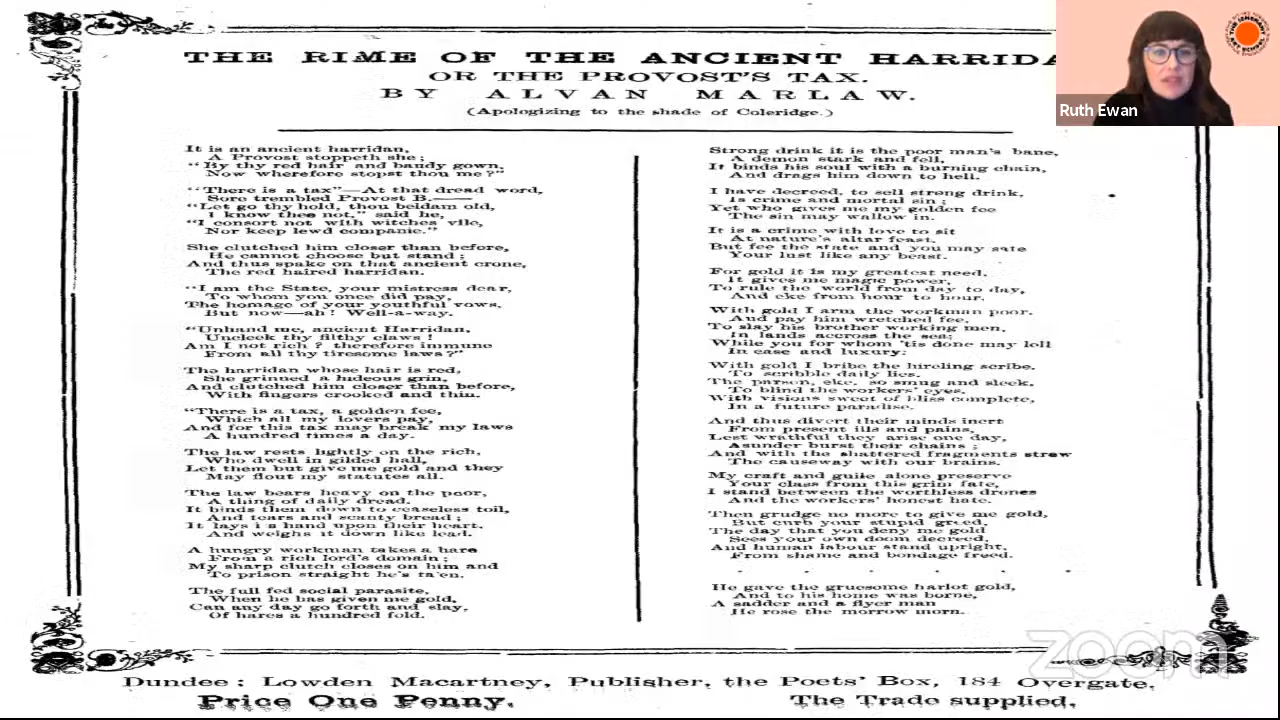 THE RIME OF THE ANCIENT HARRIDA
OR THE PROVOST'S TAX.
BY ALVAN MARLAW.
(Apologizing to the shade of Coleridge.)
It is an ancient harridan,
A Provost stoppeth she;
"By thy red hair and bandy gown,
Now wherefore stopst thou me?"
"There is a tax"—At that dread word,
Sore trembled Provost B.——
"Let go thy hold, thou beldam old,
I know thee not," said he,
"I consort not with witches vile,
Nor keep lewd companie."
She clutched him closer than before,
He cannot choose but stand;
And thus spake on that ancient crone,
The red haired harridan.
"I am the State, your mistress dear,
To whom you once did pay,
The homage of your youthful vows,
But now—ah! Well-a-way.
"Unhand me, ancient Harridan,
Uncleek thy filthy claws!
Am I not rich? therefore immune
From all thy tiresome laws?"
The harridan whose hair is red,
She grinned a hideous grin,
And clutched him closer than before,
With fingers crooked and thin.
"There is a tax, a golden fee,
Which all my lovers pay,
And for this tax may break my laws
A hundred times a day.
The law rests lightly on the rich,
Who dwell in gilded hall,
Let them but give me gold and they
May flout my statutes all.
The law bears heavy on the poor,
A thing of daily dread.
It binds them down to ceaseless toil,
And tears and scanty bread;
It lays i s hand upon their heart,
And weighs it down like lead.
A hungry workman takes a hare
From a rich lord's domain;
My sharp clutch closes on him and
To prison straight he's ta'en.
The full fed social parasite,
When he has given me gold,
Can any day go forth and slay,
Of hares a hundred fold.
Strong drink it is the poor man's bane,
A demon stark and fell,
It binds his soul with a burning chain,
And drags him down to hell.
I have decreed, to sell strong drink,
Is crime and mortal sin;
Yet who gives me my golden fee
The sin may wallow in.
It is a crime with love to sit
At nature's altar feast,
But fee the state and you may sate
Your lust like any beast.
For gold it is my greatest need,
It gives me magic power,
To rule the world from day to day,
And eke from hour to hour.
With gold I arm the workman poor,
And pay him wretched fee,
To slay his brother working men,
In lands accross the sea;
While you for whom 'tis done may loll
In ease and luxury;
With gold I bribe the hireling scribe,
To scribble daily lies.
The parson, eke, so smug and sleek,
To blind the workers' eyes,
With visions sweet of bliss complete,
In a future paradise.
And thus divert their minds inert
From present ills and pains,
Lest wrathful they arise one day,
Asunder burst their chains;
And with the shattered fragments strew
The causeway with our brains.
My craft and guile alone preserve
Your class from this grim fate,
I stand between the worthless drones
And the workers' honest hate.
Then grudge no more to give me gold,
But curb your stupid greed,
The day that you deny me gold
Sees your own doom decreed,
And human labour stand upright,
From shame and bondage freed.
He gave the gruesome harlot gold,
And to his home was borne,
A sadder and a flyer man
He rose the morrow morn.
Dundee: Lowden Macartney, Publisher, the Poets' Box, 184 Overgate,
Price One Penny. The Trade supplied,
Ruth Ewan
zoom